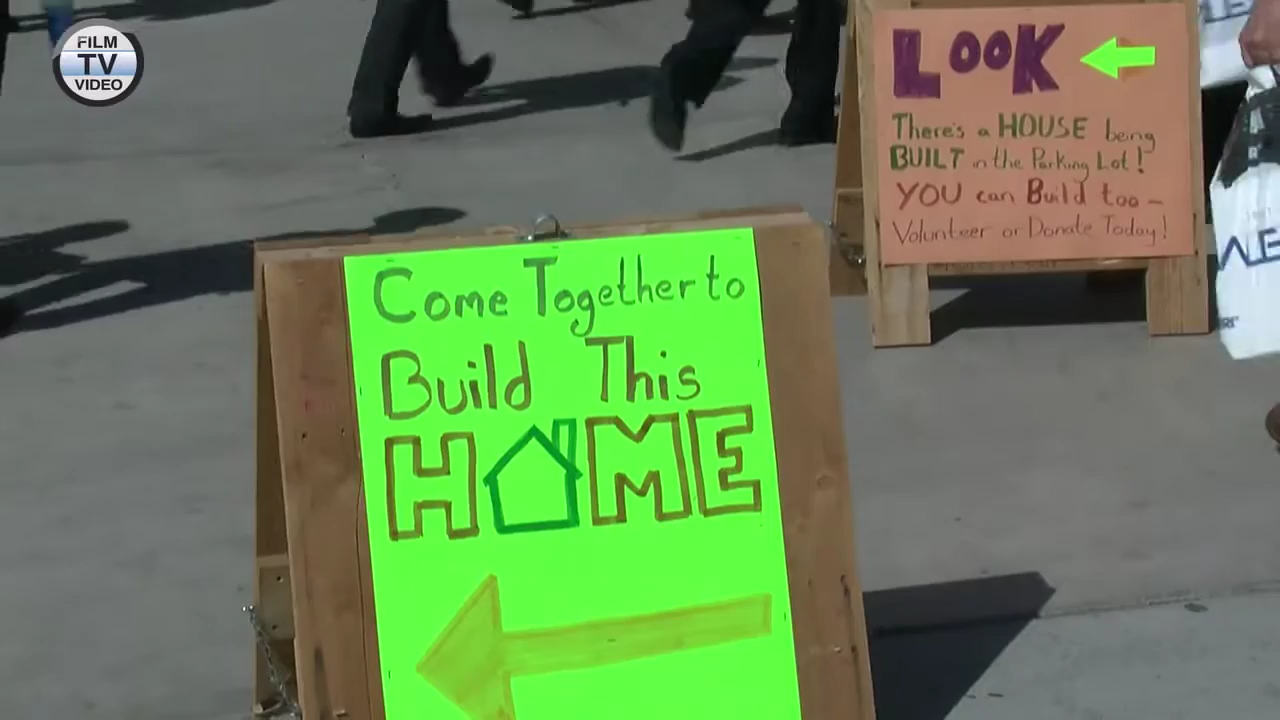 FILM
TV
VIDEO
LOOK
There's a HOUSE being
BUILT in the Parking Lot!
YOU can Build too-
Volunteer or Donate Today!
Come Together to
Build This
HOME